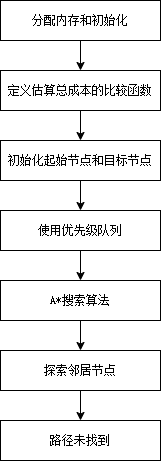 分配内存和初始化
定义估算总成本的比较函数
初始化起始节点和目标节点
使用优先级队列
A*搜索算法
探索邻居节点
路径未找到